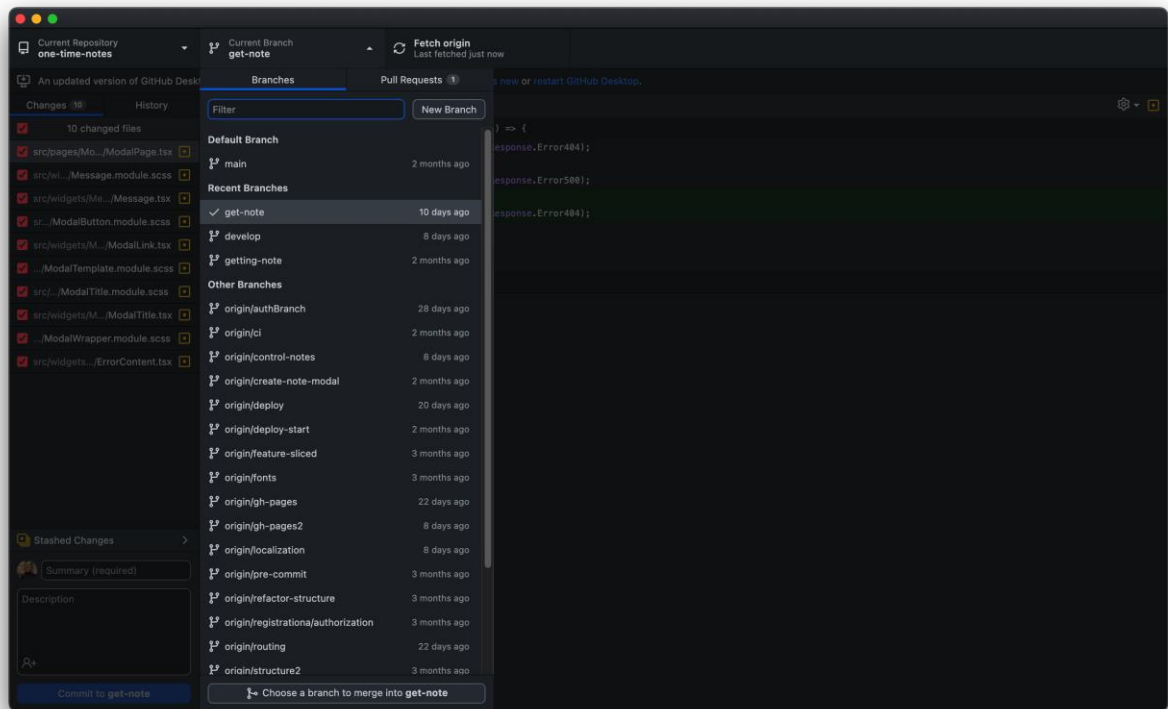 Current Repository
one-time-notes
Current Branch
get-note
Fetch origin
Last fetched just now
An updated version of GitHub Desk
s new or restart GitHub Desktop.
Branches
Pull Requests 1
Changes 10
History
Filter
New Branch
10 changed files
src/pages/Mo.../ModalPage.tsx
src/wi.../Message.module.scss
src/widgets/Me.../Message.tsx
sr.../ModalButton.module.scss
src/widgets/M.../ModalLink.tsx
.../ModalTemplate.module.scss
src/.../ModalTitle.module.scss
src/widgets/M.../ModalTitle.tsx
.../ModalWrapper.module.scss
src/widgets.../ErrorContent.tsx
Default Branch
main 2 months ago
Recent Branches
get-note 10 days ago
develop 8 days ago
getting-note 2 months ago
Other Branches
origin/authBranch 28 days ago
origin/ci 2 months ago
origin/control-notes 8 days ago
origin/create-note-modal 2 months ago
origin/deploy 20 days ago
origin/deploy-start 2 months ago
origin/feature-sliced 3 months ago
origin/fonts 3 months ago
origin/gh-pages 22 days ago
origin/gh-pages2 8 days ago
origin/localization 8 days ago
origin/pre-commit 3 months ago
origin/refactor-structure 3 months ago
origin/registrationa/authorization 3 months ago
origin/routing 22 days ago
origin/structure2 3 months ago
Choose a branch to merge into get-note
) => {
esponse.Error404);
esponse.Error500);
esponse.Error404);
Stashed Changes
Summary (required)
Description
Commit to get-note